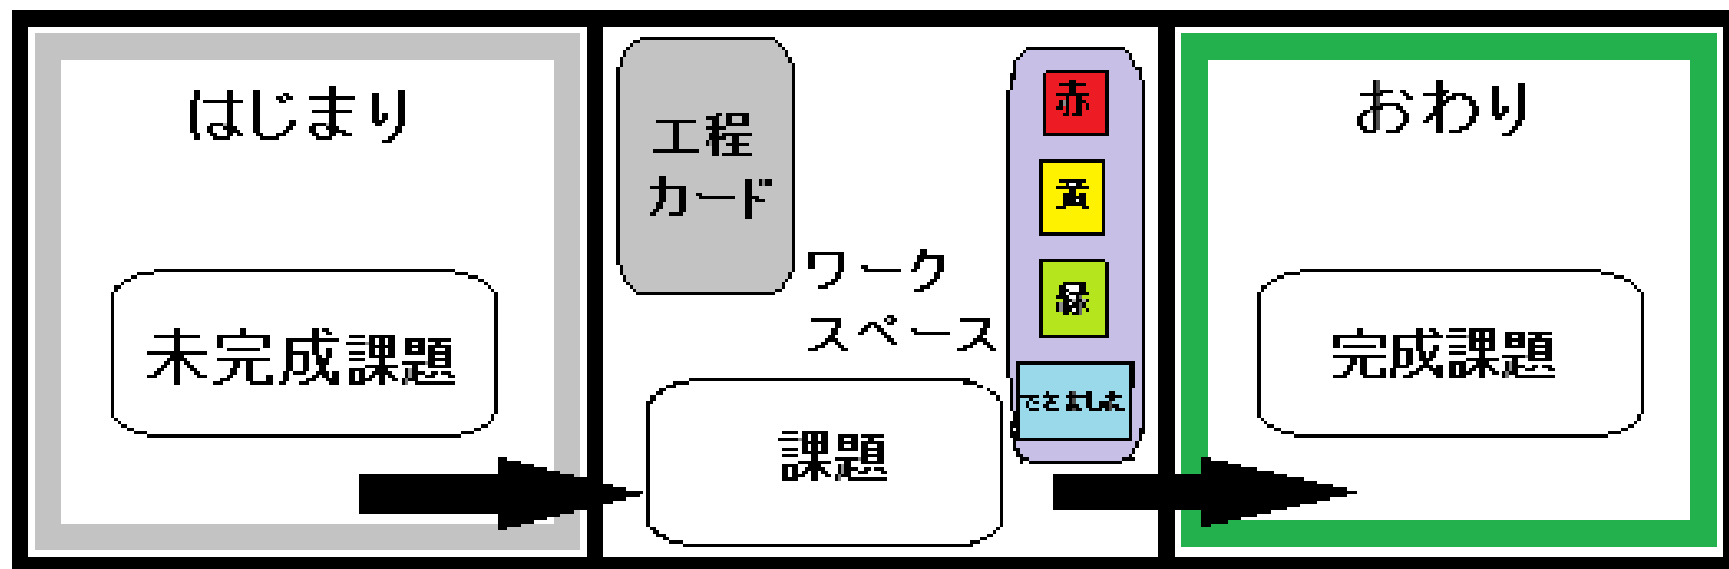 はじまり
未完成課題
工程
カード
ワーク
スペース
課題
赤
黄
緑
できました
おわり
完成課題